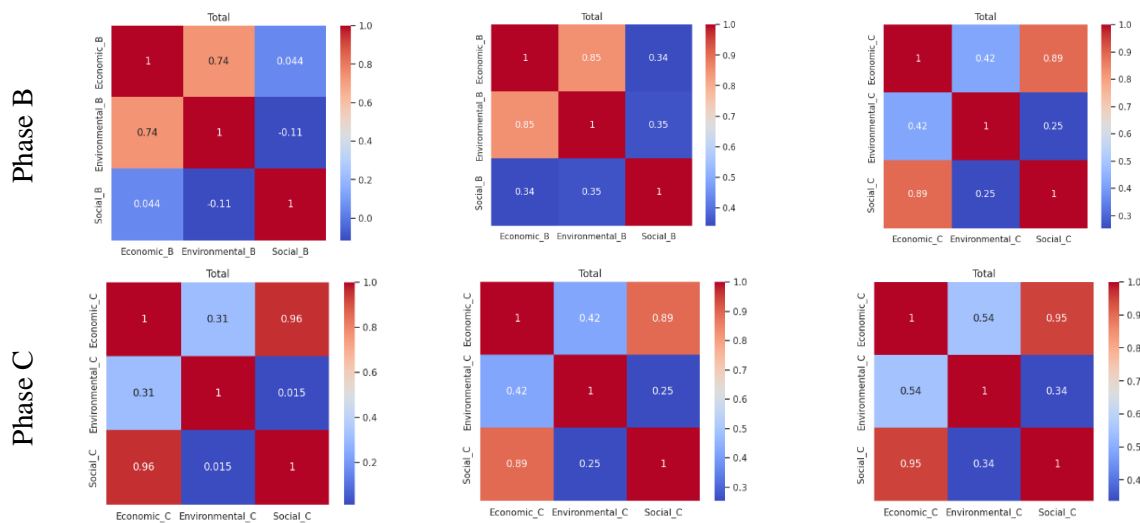 Phase B
Total
Economic_B
Environmental_B
Social_B
1 0.74 0.044
0.74 1 -0.11
0.044 -0.11 1
Economic_B Environmental_B Social_B
1.0
0.8
0.6
0.4
0.2
0.0
Total
Economic_B
Environmental_B
Social_B
1 0.85 0.34
0.85 1 0.35
0.34 0.35 1
Economic_B Environmental_B Social_B
1.0
0.9
0.8
0.7
0.6
0.5
0.4
Total
Economic_C
Environmental_C
Social_C
1 0.42 0.89
0.42 1 0.25
0.89 0.25 1
Economic_C Environmental_C Social_C
1.0
0.9
0.8
0.7
0.6
0.5
0.4
0.3
Phase C
Total
Economic_C
Environmental_C
Social_C
1 0.31 0.96
0.31 1 0.015
0.96 0.015 1
Economic_C Environmental_C Social_C
1.0
0.8
0.6
0.4
0.2
Total
Economic_C
Environmental_C
Social_C
1 0.42 0.89
0.42 1 0.25
0.89 0.25 1
Economic_C Environmental_C Social_C
1.0
0.9
0.8
0.7
0.6
0.5
0.4
0.3
Total
Economic_C
Environmental_C
Social_C
1 0.54 0.95
0.54 1 0.34
0.95 0.34 1
Economic_C Environmental_C Social_C
1.0
0.9
0.8
0.7
0.6
0.5
0.4